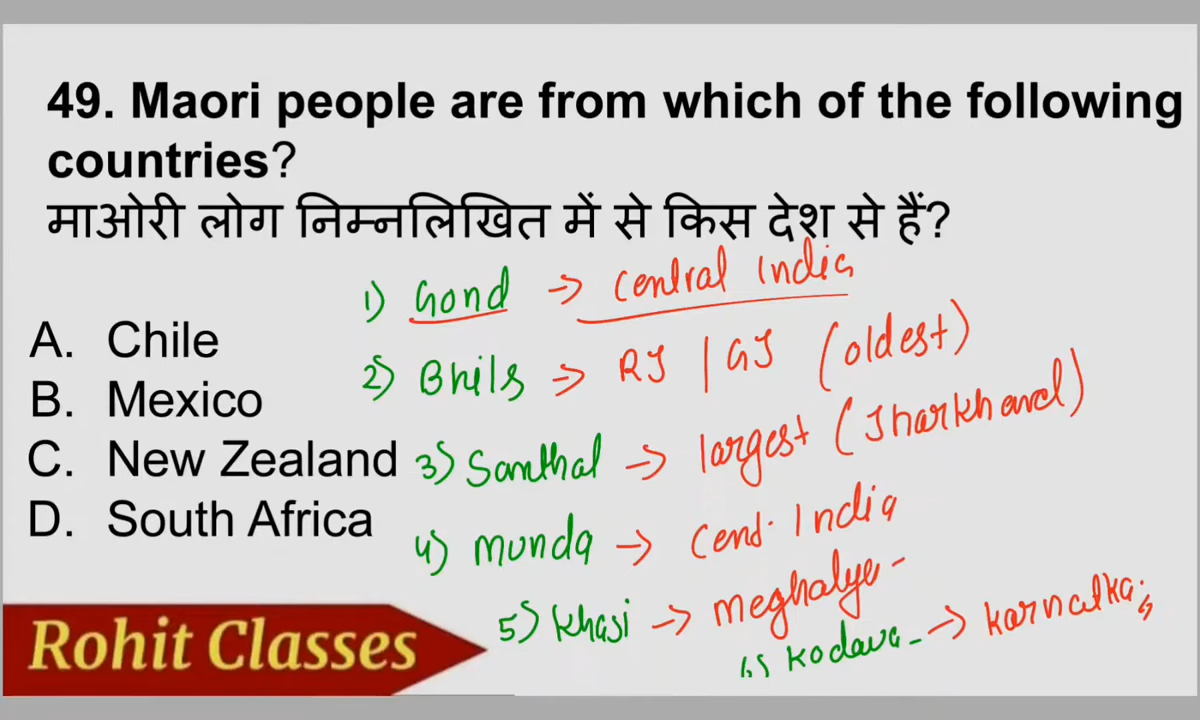 49. Maori people are from which of the following
countries?
माओरी लोग निम्नलिखित में से किस देश से हैं?
1) Gond → Central India
A. Chile
2) Bhils → RJ | GJ (oldest)
B. Mexico
C. New Zealand
3) Santhal → largest (Jharkhand)
D. South Africa
4) Munda → Cent. India
5) Khasi → Meghalya
6) Kodava → Karnatka
Rohit Classes